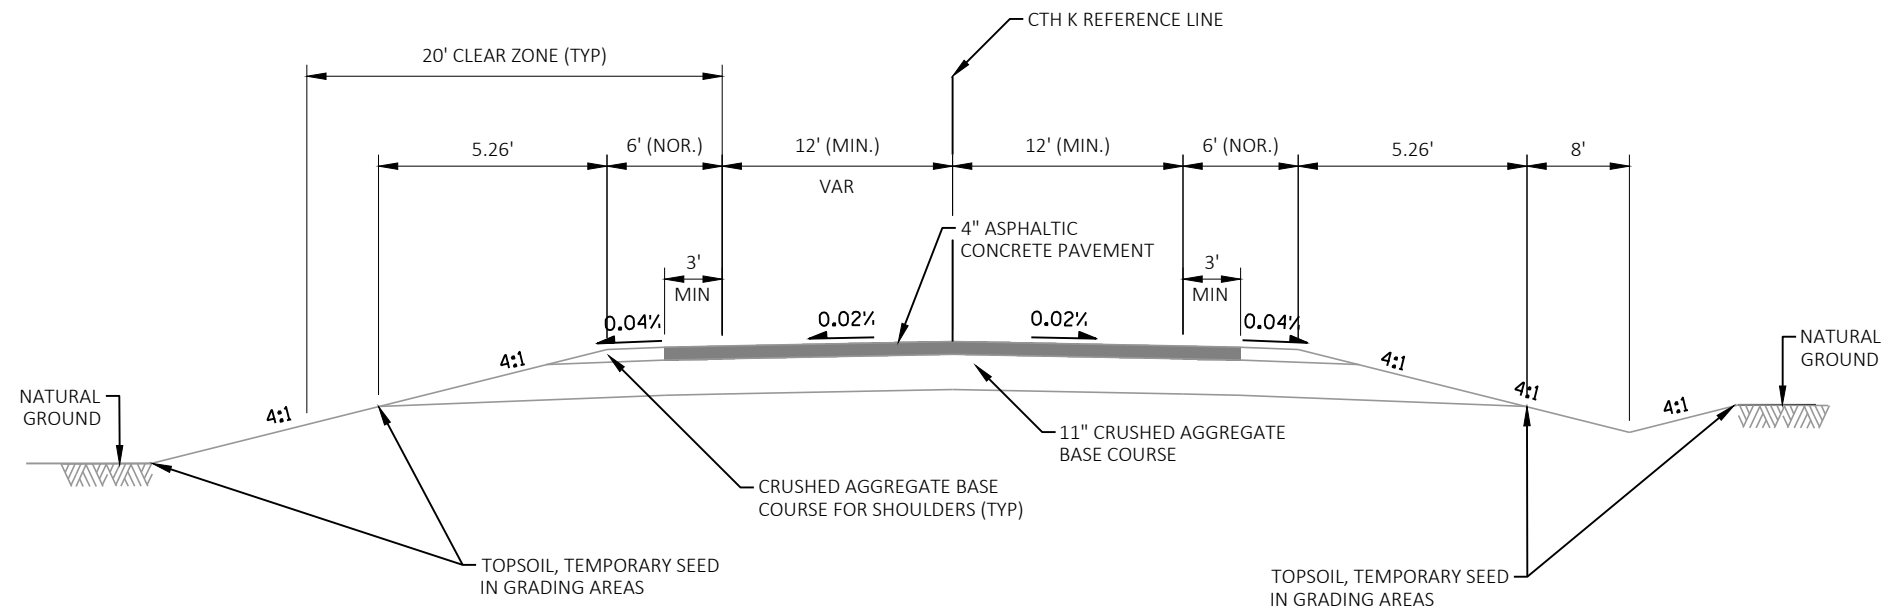 CTH K REFERENCE LINE
20' CLEAR ZONE (TYP)
5.26'
6' (NOR.)
12' (MIN.)
VAR
12' (MIN.)
6' (NOR.)
5.26'
8'
4" ASPHALTIC
CONCRETE PAVEMENT
3'
MIN
3'
MIN
0.04%
0.02%
0.02%
0.04%
NATURAL
GROUND
4:1
4:1
4:1
4:1
4:1
NATURAL
GROUND
11" CRUSHED AGGREGATE
BASE COURSE
CRUSHED AGGREGATE BASE
COURSE FOR SHOULDERS (TYP)
TOPSOIL, TEMPORARY SEED
IN GRADING AREAS
TOPSOIL, TEMPORARY SEED
IN GRADING AREAS